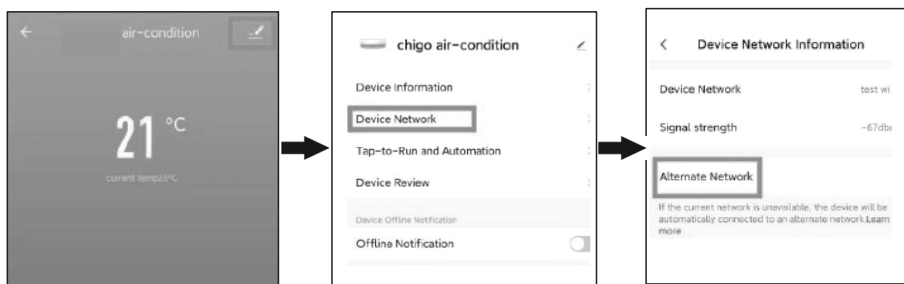 air-condition
21 °C
current temp25°C
chigo air-condition
Device Information
Device Network
Tap-to-Run and Automation
Device Review
Device Offline Notification
Offline Notification
Device Network Information
Device Network test wi
Signal strength -67dbm
Alternate Network
If the current network is unavailable, the device will be
automatically connected to an alternate network.Learn
more